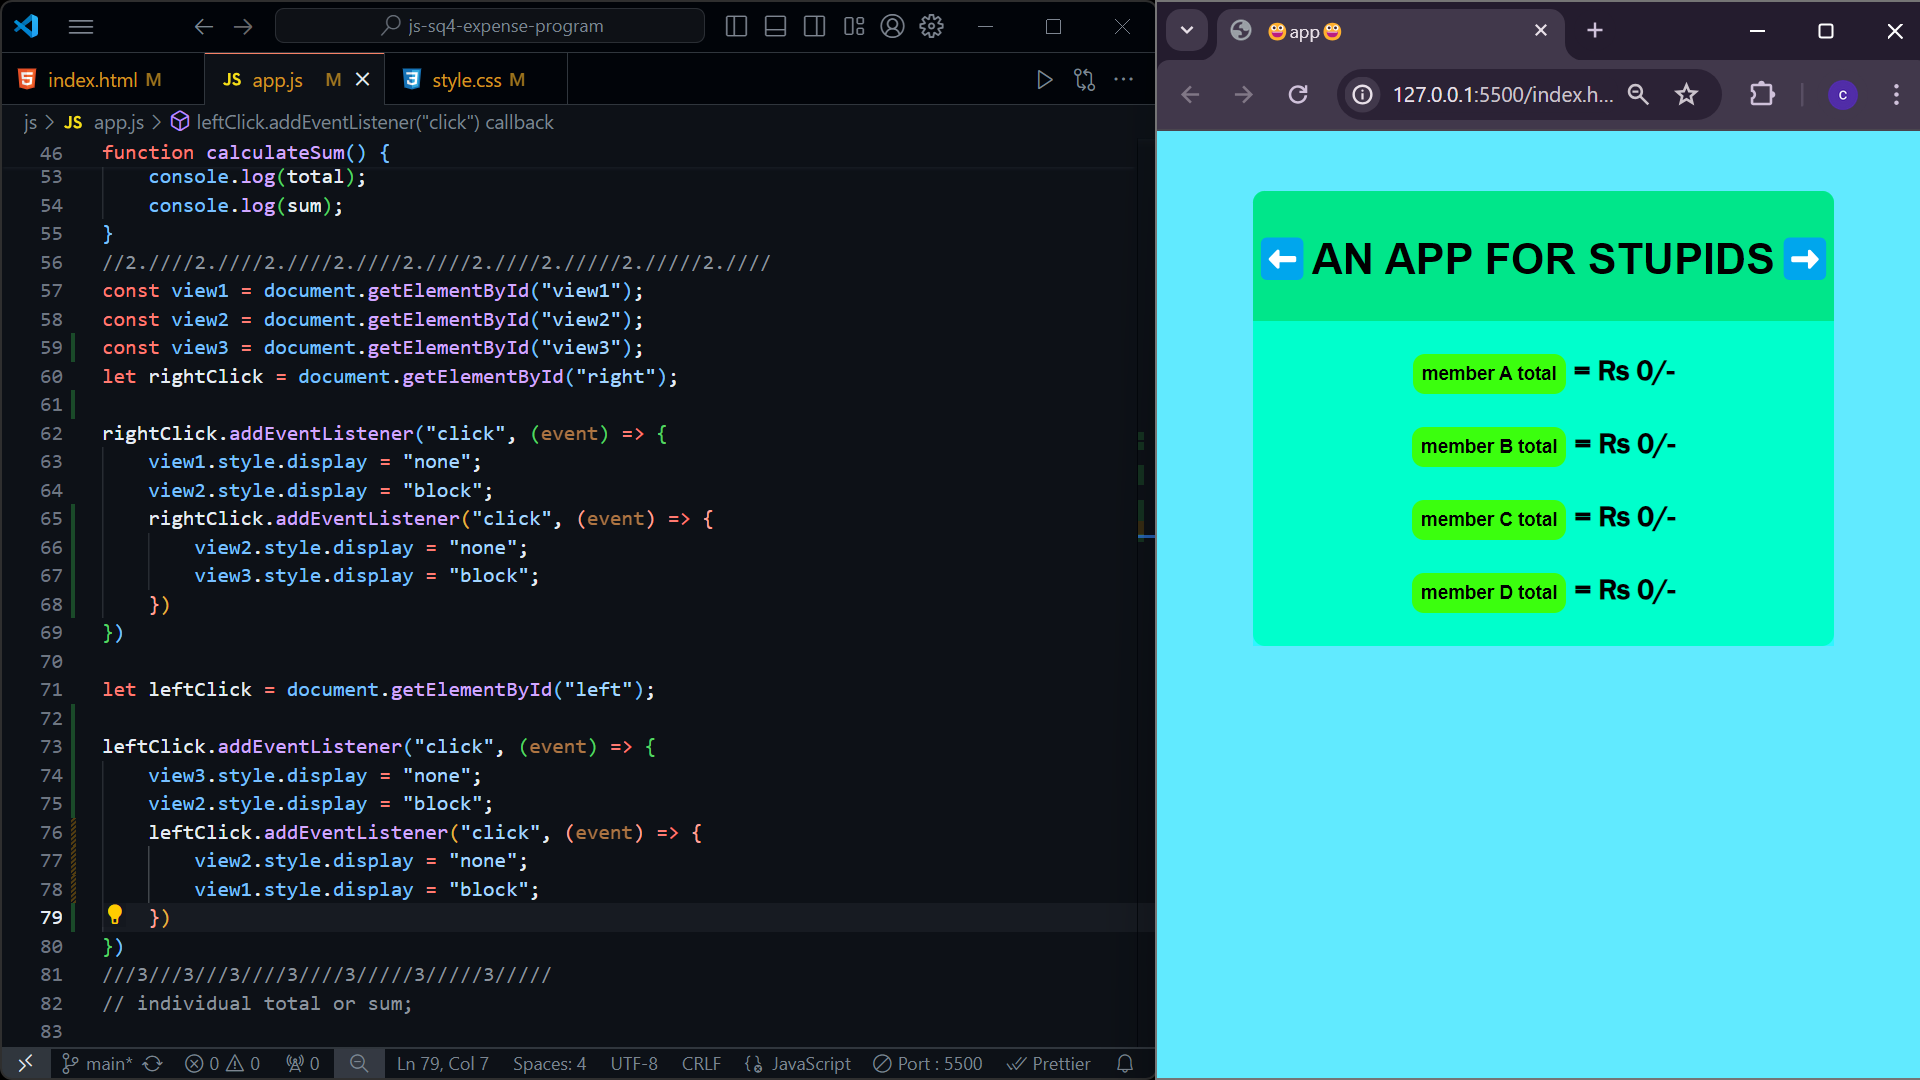 js-sq4-expense-program
index.html M
JS app.js M
style.css M
js > JS app.js > leftClick.addEventListener("click") callback
46 function calculateSum() {
53 console.log(total);
54 console.log(sum);
55 }
56 //2.////2.////2.////2.////2.////2.////2./////2./////2.////
57 const view1 = document.getElementById("view1");
58 const view2 = document.getElementById("view2");
59 const view3 = document.getElementById("view3");
60 let rightClick = document.getElementById("right");
61
62 rightClick.addEventListener("click", (event) => {
63 view1.style.display = "none";
64 view2.style.display = "block";
65 rightClick.addEventListener("click", (event) => {
66 view2.style.display = "none";
67 view3.style.display = "block";
68 })
69 })
70
71 let leftClick = document.getElementById("left");
72
73 leftClick.addEventListener("click", (event) => {
74 view3.style.display = "none";
75 view2.style.display = "block";
76 leftClick.addEventListener("click", (event) => {
77 view2.style.display = "none";
78 view1.style.display = "block";
79 })
80 })
81 ///3///3///3////3////3/////3/////3/////
82 // individual total or sum;
83
main* 0 0 0 Ln 79, Col 7 Spaces: 4 UTF-8 CRLF JavaScript Port : 5500 Prettier
app
127.0.0.1:5500/index.h...
c
AN APP FOR STUPIDS
member A total = Rs 0/-
member B total = Rs 0/-
member C total = Rs 0/-
member D total = Rs 0/-